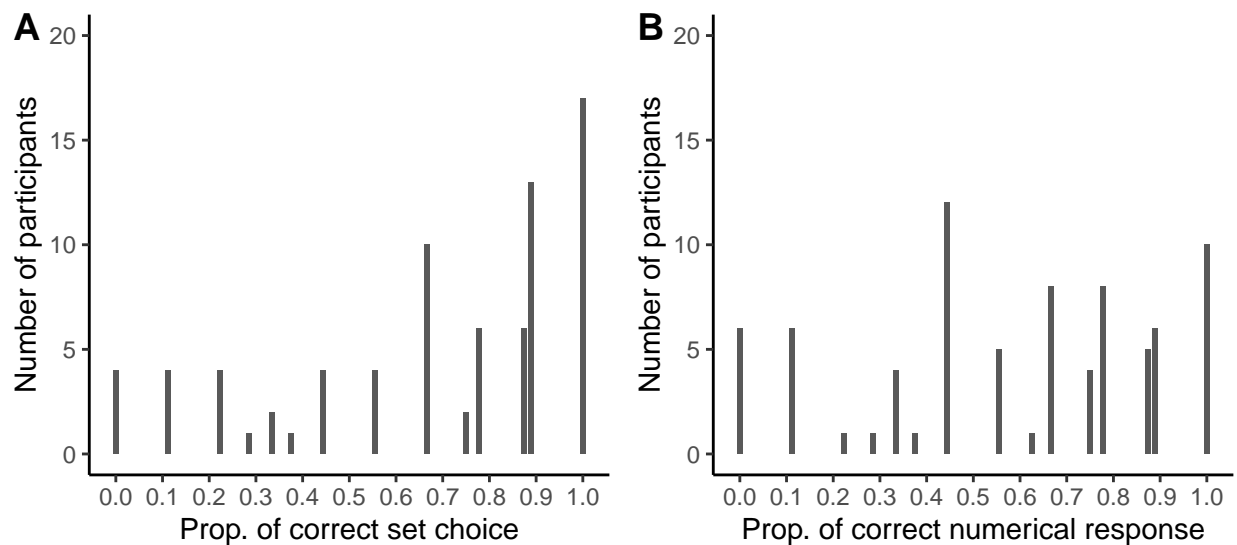 A
Number of participants
20
15
10
5
0
0.0 0.1 0.2 0.3 0.4 0.5 0.6 0.7 0.8 0.9 1.0
Prop. of correct set choice
B
Number of participants
20
15
10
5
0
0.0 0.1 0.2 0.3 0.4 0.5 0.6 0.7 0.8 0.9 1.0
Prop. of correct numerical response